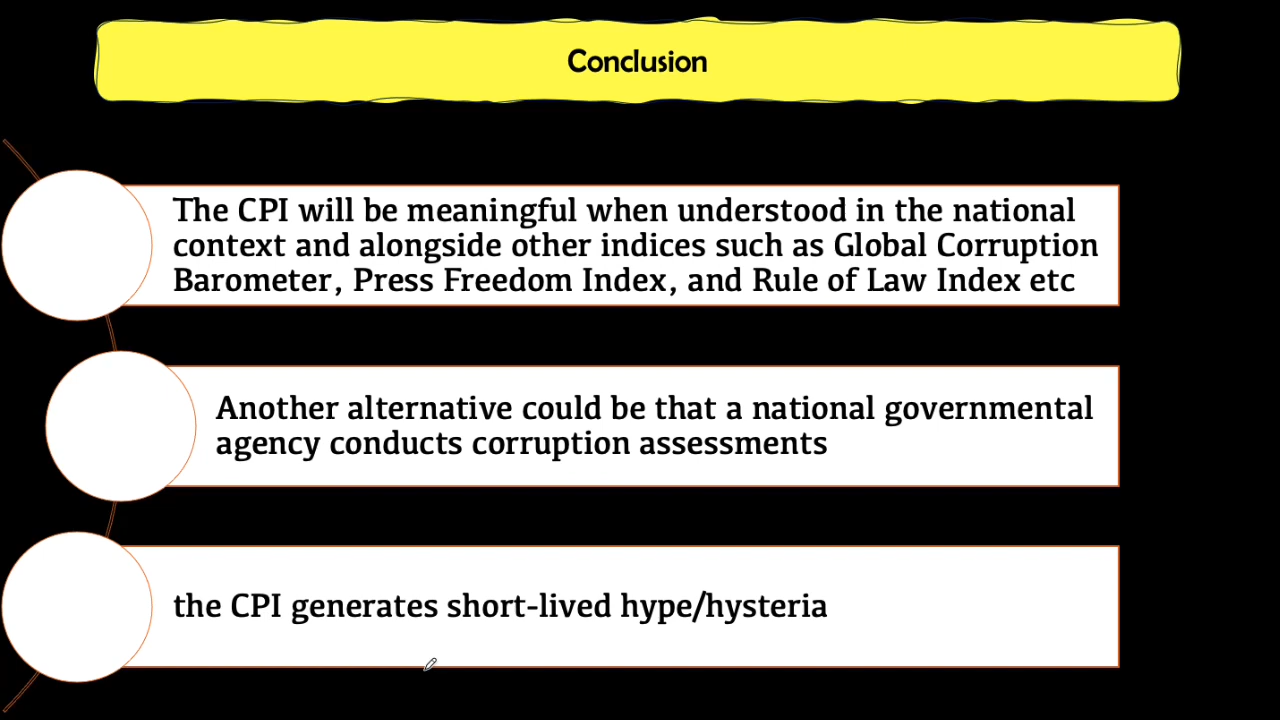 Conclusion
The CPI will be meaningful when understood in the national
context and alongside other indices such as Global Corruption
Barometer, Press Freedom Index, and Rule of Law Index etc
Another alternative could be that a national governmental
agency conducts corruption assessments
the CPI generates short-lived hype/hysteria